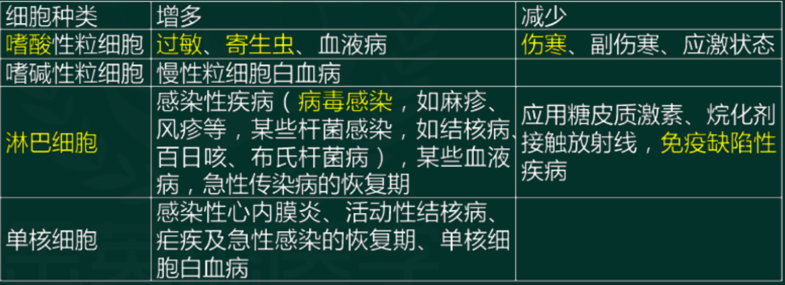 细胞种类 增多 减少
嗜酸性粒细胞 过敏、寄生虫、血液病 伤寒、副伤寒、应激状态
嗜碱性粒细胞 慢性粒细胞白血病
淋巴细胞
感染性疾病（病毒感染，如麻疹、
风疹等，某些杆菌感染，如结核病、
百日咳、布氏杆菌病），某些血液
病，急性传染病的恢复期
应用糖皮质激素、烷化剂
接触放射线，免疫缺陷性
疾病
单核细胞
感染性心内膜炎、活动性结核病、
疟疾及急性感染的恢复期、单核细
胞白血病